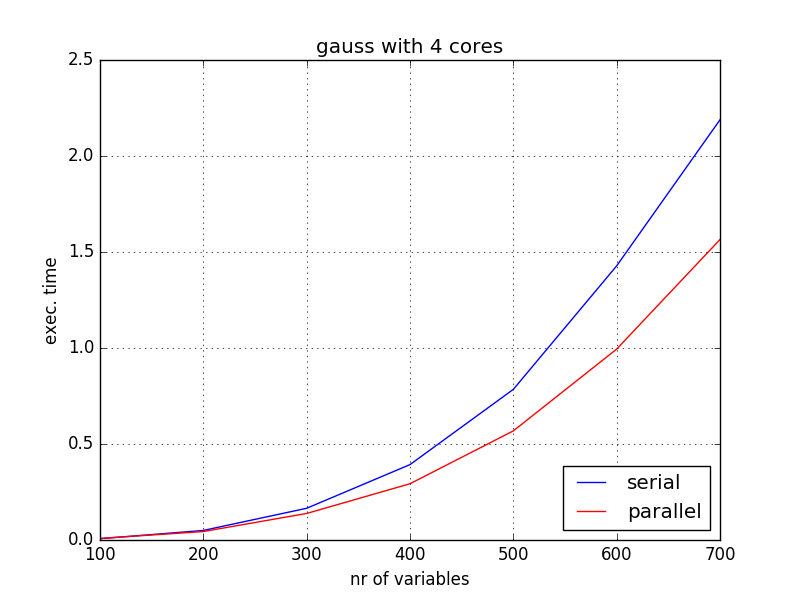 gauss with 4 cores
2.5
2.0
1.5
1.0
0.5
0.0
exec. time
100 200 300 400 500 600 700
nr of variables
serial
parallel